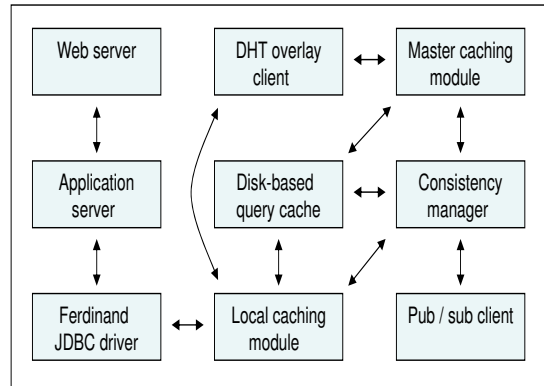 Web server
DHT overlay
client
Master caching
module
Application
server
Disk-based
query cache
Consistency
manager
Ferdinand
JDBC driver
Local caching
module
Pub / sub client